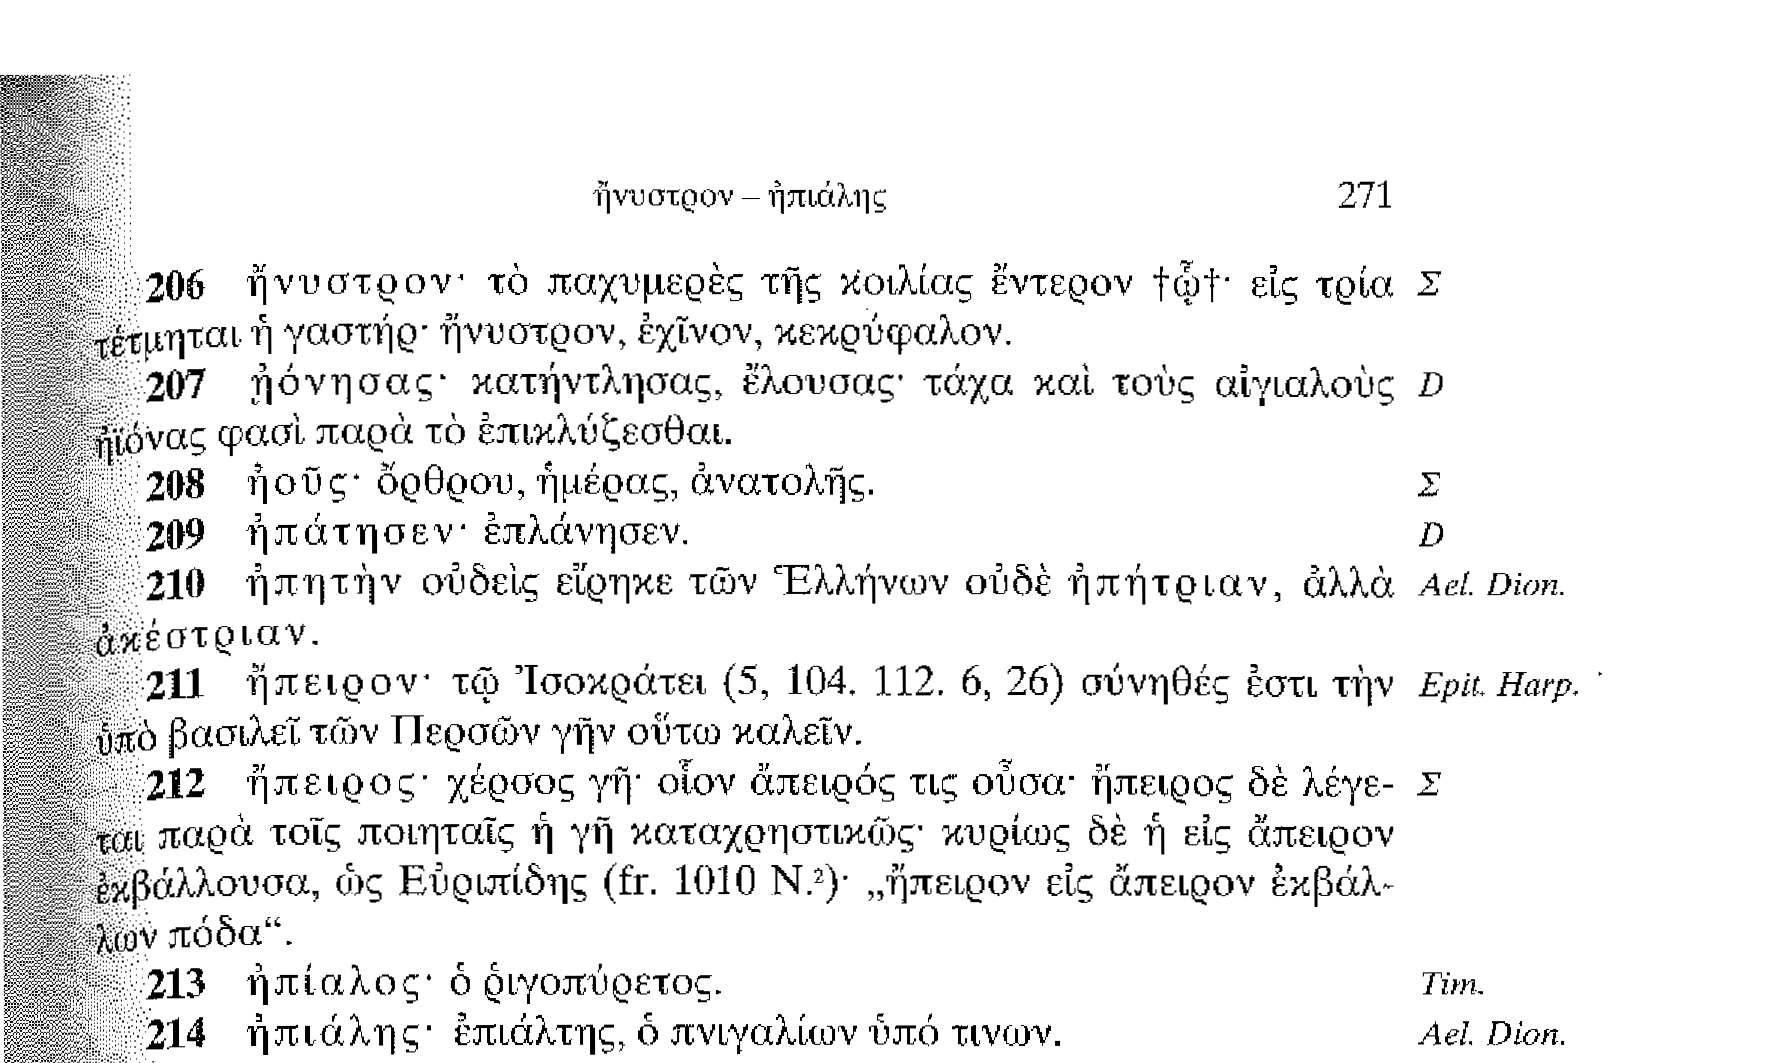 ἤνυστρον – ἠπιάλης 271
206 ἤνυστρον· τὸ παχυμερὲς τῆς κοιλίας ἔντερον †ᾧ†· εἰς τρία Σ
τέτμηται ἡ γαστήρ· ἤνυστρον, ἐχῖνον, κεκρύφαλον.
207 ᾐόνησας· κατήντλησας, ἔλουσας· τάχα καὶ τοὺς αἰγιαλοὺς D
ἠϊόνας φασὶ παρὰ τὸ ἐπικλύζεσθαι.
208 ἠοῦς· ὄρθρου, ἡμέρας, ἀνατολῆς. Σ
209 ἠπάτησεν· ἐπλάνησεν. D
210 ἠπητὴν οὐδεὶς εἴρηκε τῶν Ἑλλήνων οὐδὲ ἠπήτριαν, ἀλλὰ Ael. Dion.
ἀκέστριαν.
211 ἤπειρον· τῷ Ἰσοκράτει (5, 104. 112. 6, 26) σύνηθές ἐστι τὴν Epit. Harp.
ὑπὸ βασιλεῖ τῶν Περσῶν γῆν οὕτω καλεῖν.
212 ἤπειρος· χέρσος γῆ· οἷον ἄπειρός τις οὖσα· ἤπειρος δὲ λέγε- Σ
ται παρὰ τοῖς ποιηταῖς ἡ γῆ καταχρηστικῶς· κυρίως δὲ ἡ εἰς ἄπειρον
ἐκβάλλουσα, ὡς Εὐριπίδης (fr. 1010 N.²)· „ἤπειρον εἰς ἄπειρον ἐκβάλ-
λων πόδα“.
213 ἠπίαλος· ὁ ῥιγοπύρετος. Tim.
214 ἠπιάλης· ἐπιάλτης, ὁ πνιγαλίων ὑπό τινων. Ael. Dion.